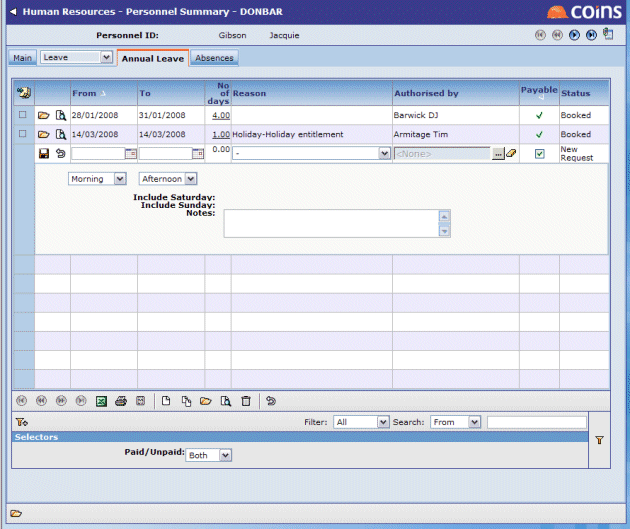 Human Resources - Personnel Summary - DONBAR
coins
Personnel ID: Gibson Jacquie
Main Leave Annual Leave Absences
From To No of days Reason Authorised by Payable Status
28/01/2008 31/01/2008 4.00 Barwick DJ Booked
14/03/2008 14/03/2008 1.00 Holiday-Holiday entitlement Armitage Tim Booked
0.00 - <None> ... New Request
Morning Afternoon
Include Saturday:
Include Sunday:
Notes:
Filter: All Search: From
Selectors
Paid/Unpaid: Both